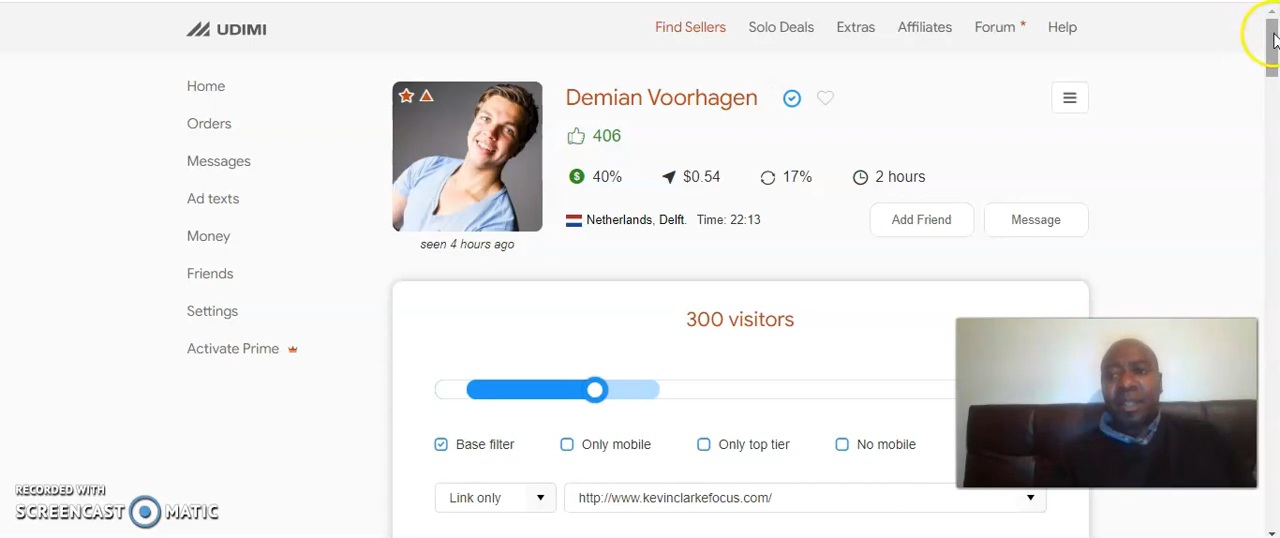 UDIMI
Find Sellers Solo Deals Extras Affiliates Forum * Help
Home
Orders
Messages
Ad texts
Money
Friends
Settings
Activate Prime
Demian Voorhagen
406
40% $0.54 17% 2 hours
Netherlands, Delft. Time: 22:13
Add Friend Message
seen 4 hours ago
300 visitors
Base filter Only mobile Only top tier No mobile
Link only http://www.kevinclarkefocus.com/
RECORDED WITH
SCREENCAST MATIC